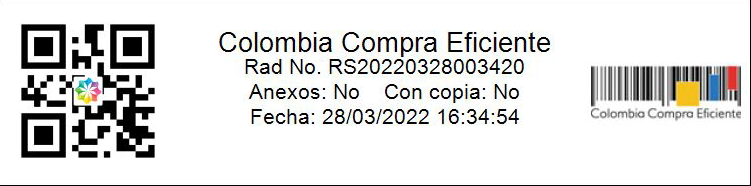 Colombia Compra Eficiente
Rad No. RS20220328003420
Anexos: No    Con copia: No
Fecha: 28/03/2022 16:34:54
Colombia Compra Eficiente